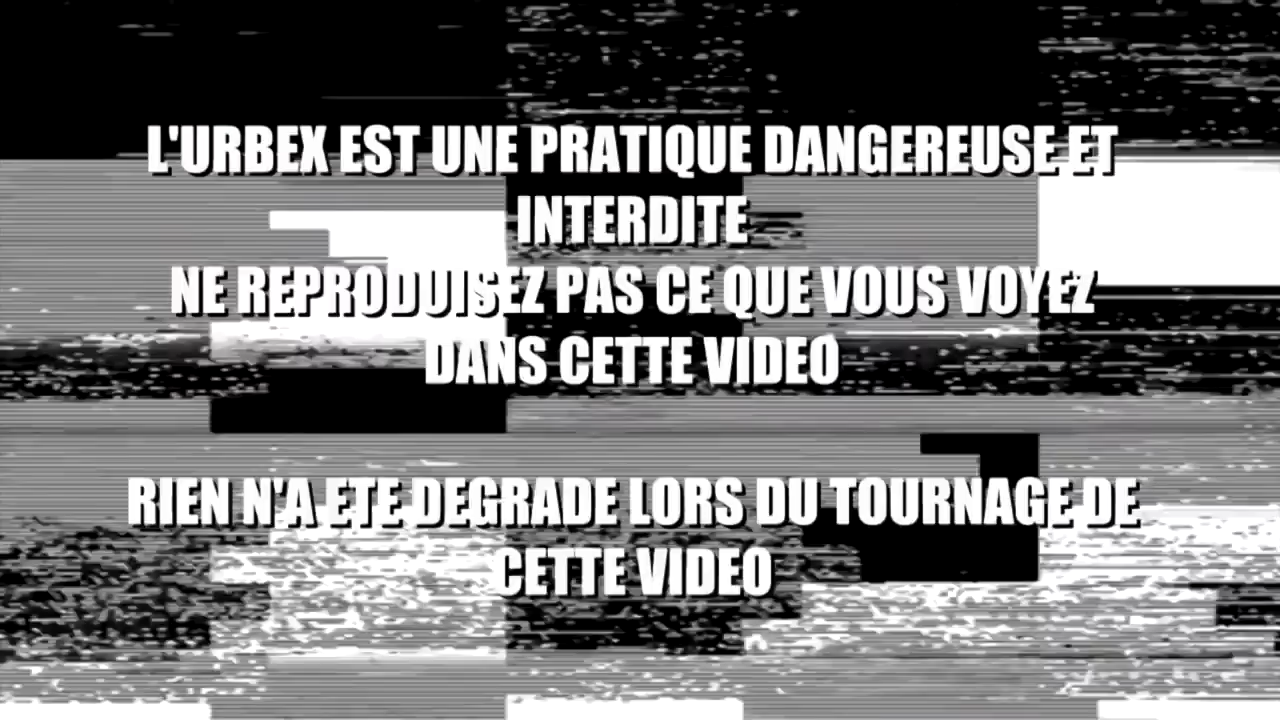 L'URBEX EST UNE PRATIQUE DANGEREUSE ET
INTERDITE
NE REPRODUISEZ PAS CE QUE VOUS VOYEZ
DANS CETTE VIDEO
RIEN N'A ETE DEGRADE LORS DU TOURNAGE DE
CETTE VIDEO